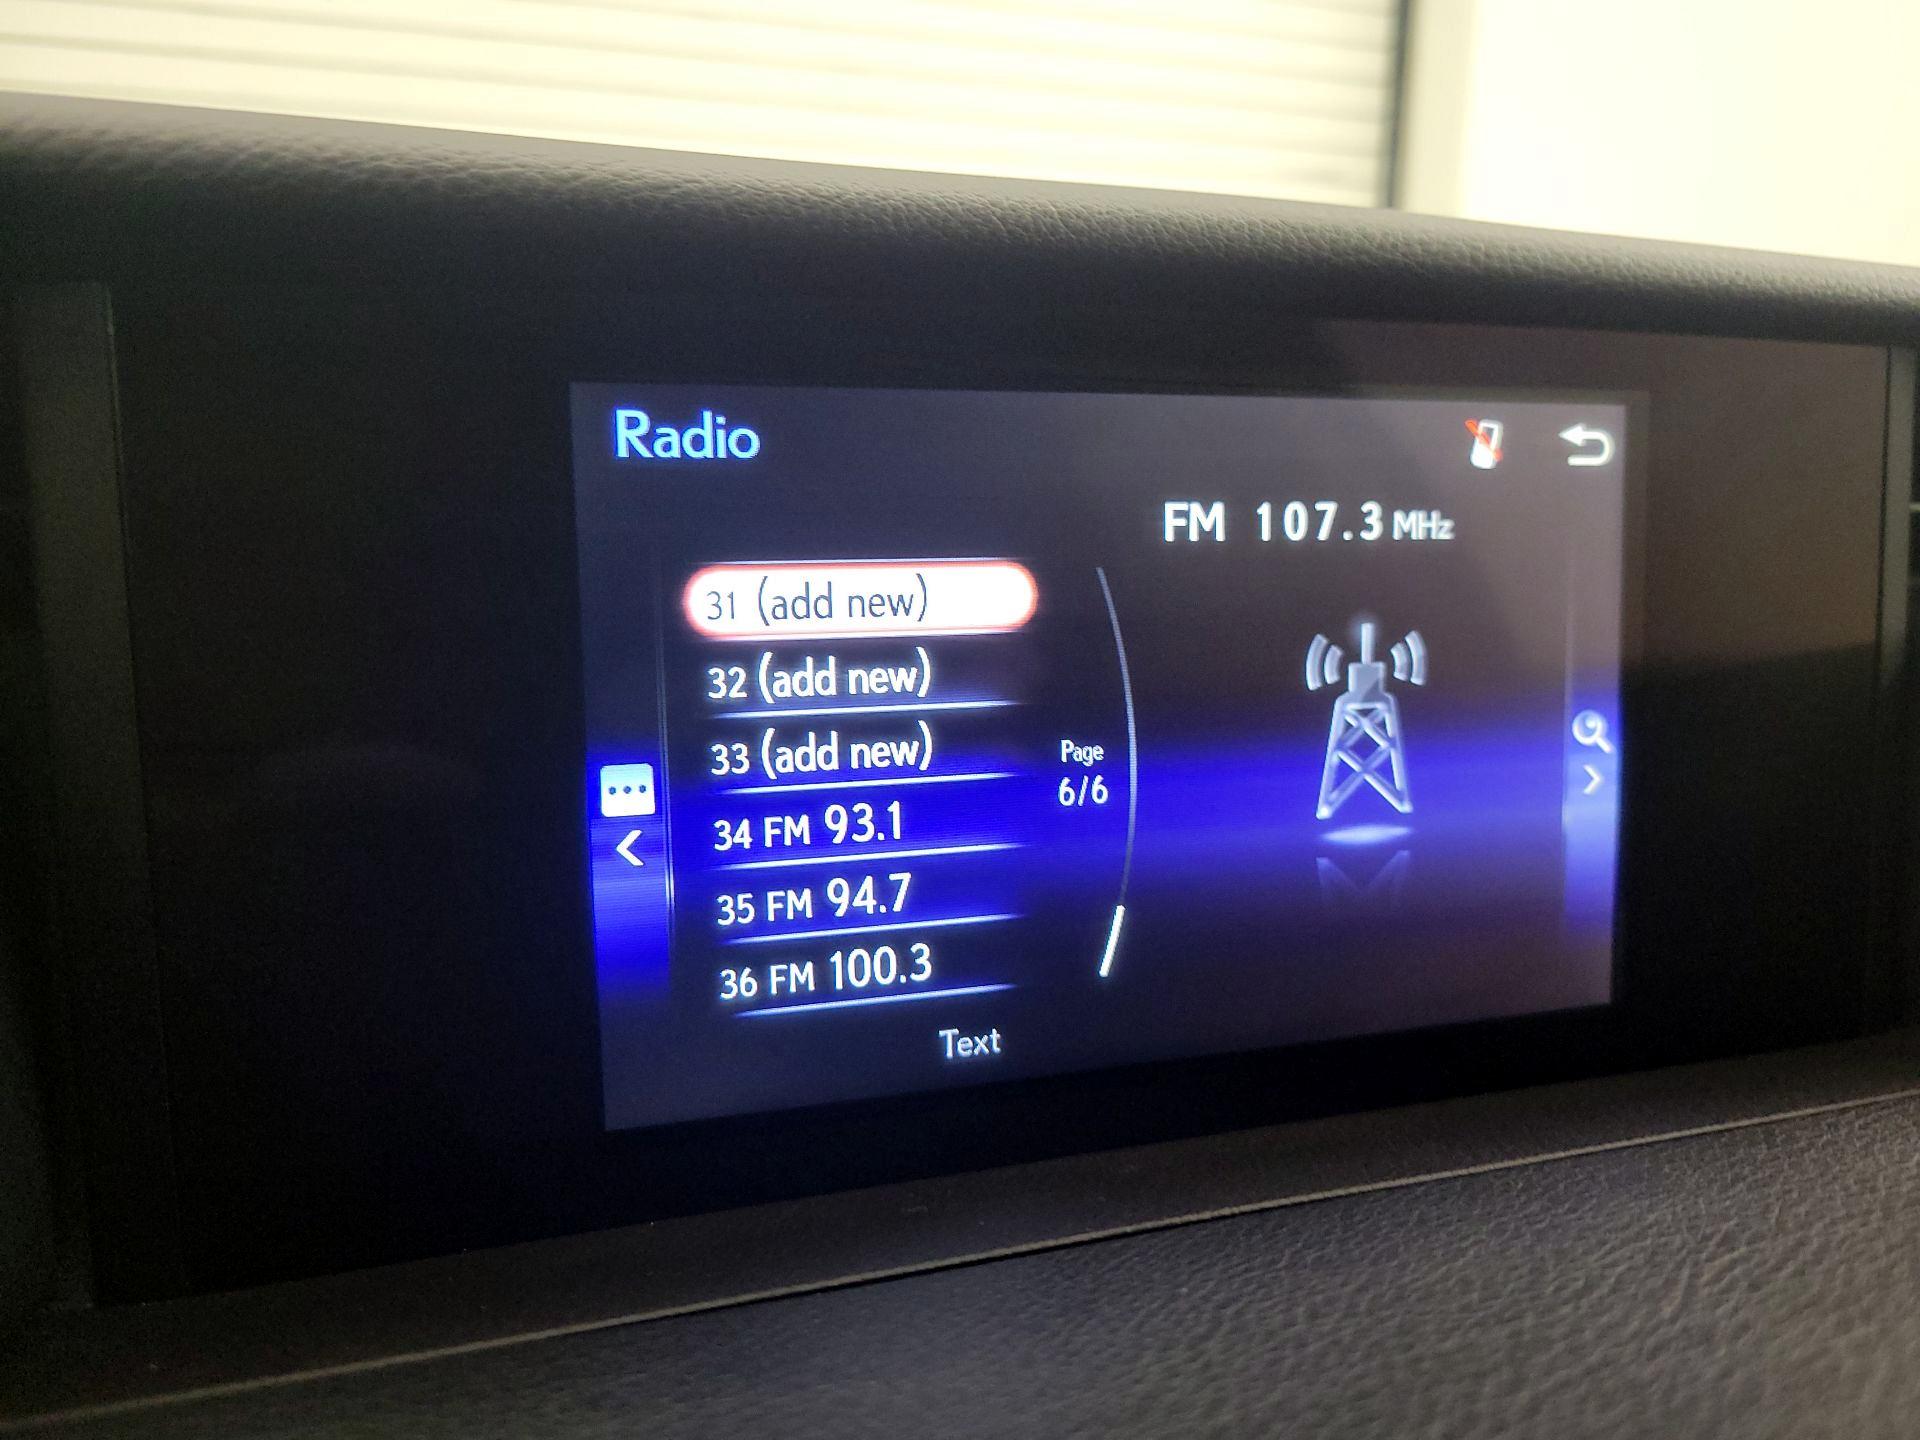 Radio
FM 107.3 MHz
31 (add new)
32 (add new)
33 (add new)
34 FM 93.1
35 FM 94.7
36 FM 100.3
Page
6/6
Text